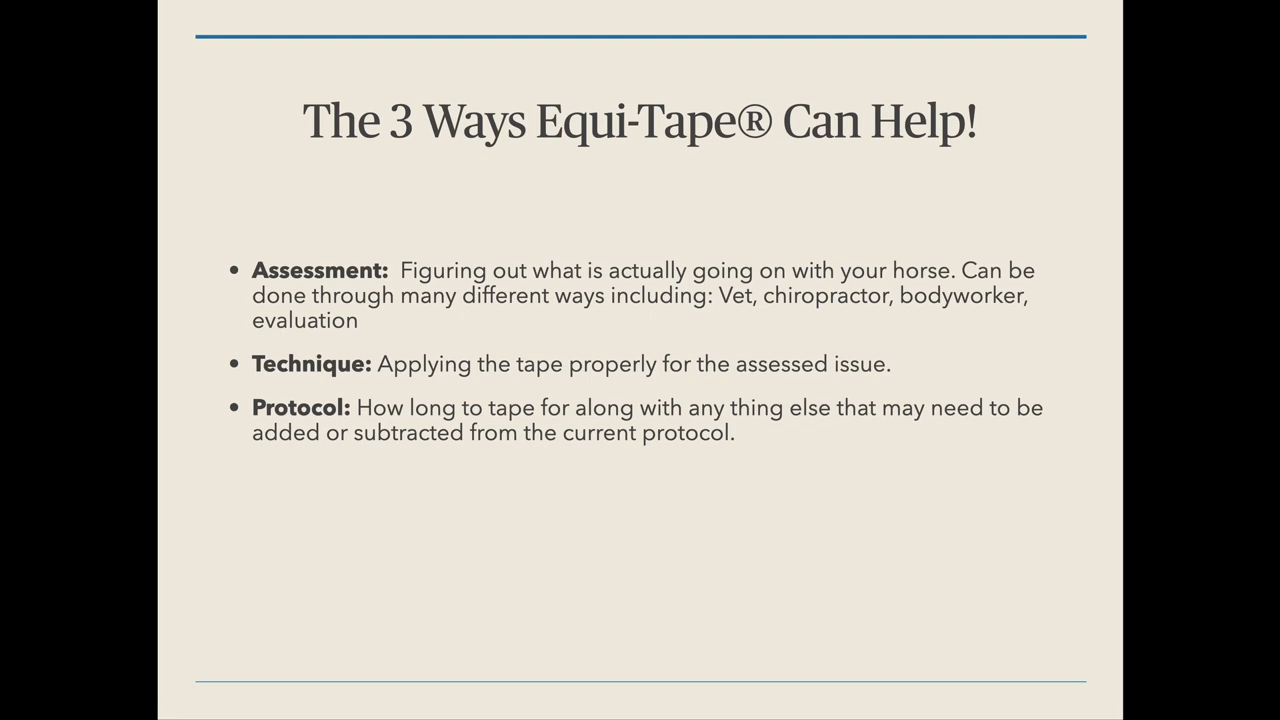 The 3 Ways Equi-Tape® Can Help!
• Assessment: Figuring out what is actually going on with your horse. Can be
done through many different ways including: Vet, chiropractor, bodyworker,
evaluation
• Technique: Applying the tape properly for the assessed issue.
• Protocol: How long to tape for along with any thing else that may need to be
added or subtracted from the current protocol.